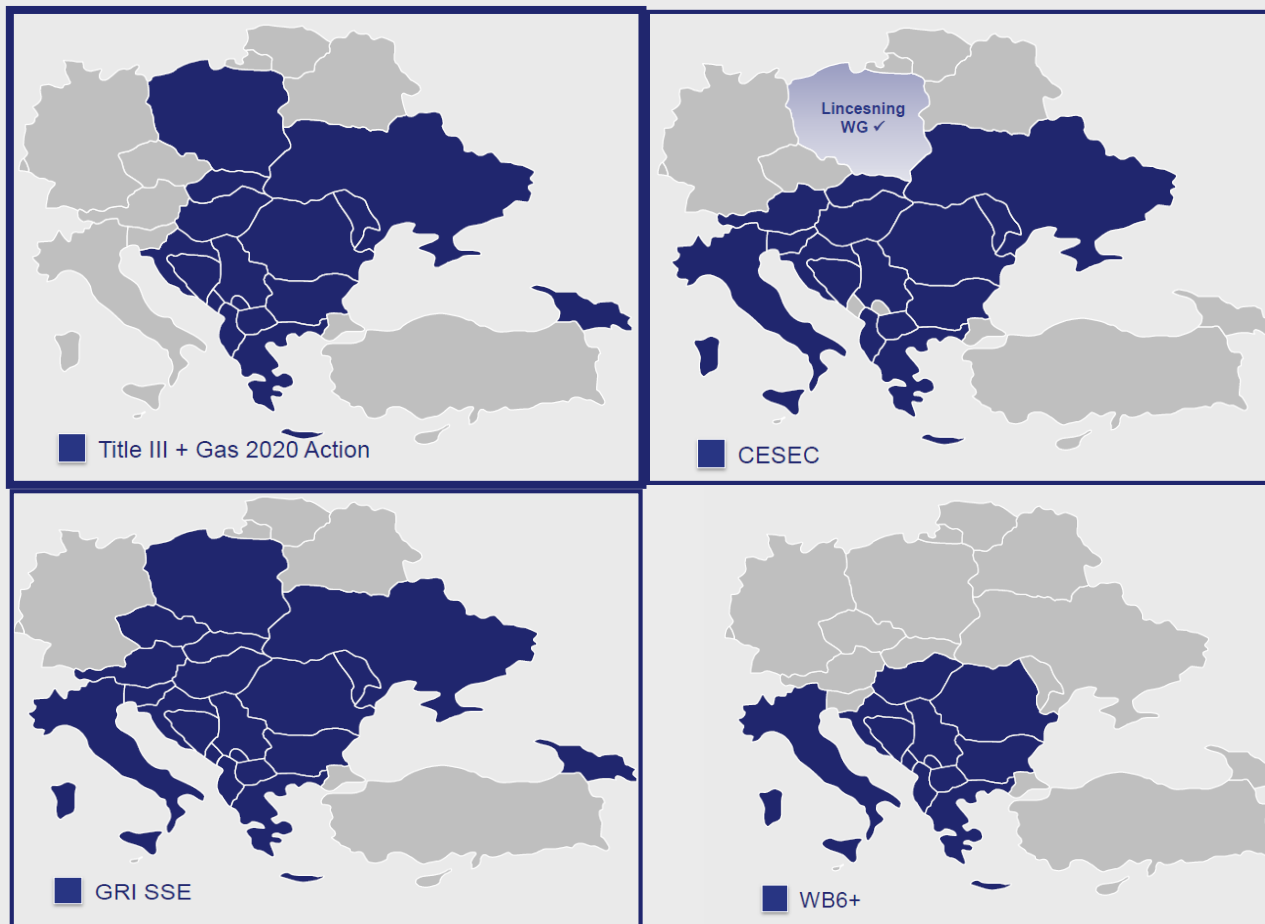 Lincesning
WG ✓
Title III + Gas 2020 Action
CESEC
GRI SSE
WB6+